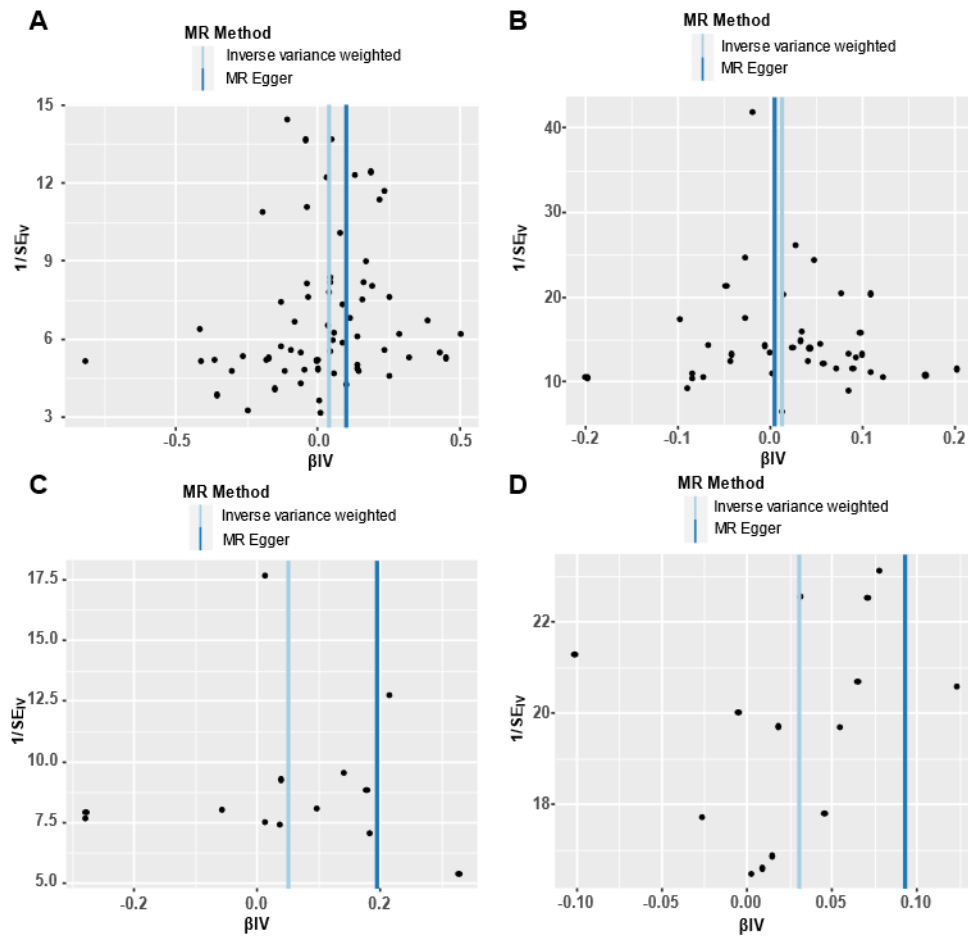 A
MR Method
Inverse variance weighted
MR Egger
15
12
9
6
3
1/SEIV
-0.5
0.0
0.5
βIV
B
MR Method
Inverse variance weighted
MR Egger
40
30
20
10
1/SEIV
-0.2
-0.1
0.0
0.1
0.2
βIV
C
MR Method
Inverse variance weighted
MR Egger
17.5
15.0
12.5
10.0
7.5
5.0
1/SEIV
-0.2
0.0
0.2
βIV
D
MR Method
Inverse variance weighted
MR Egger
22
20
18
1/SEIV
-0.10
0.00
0.05
0.10
βIV